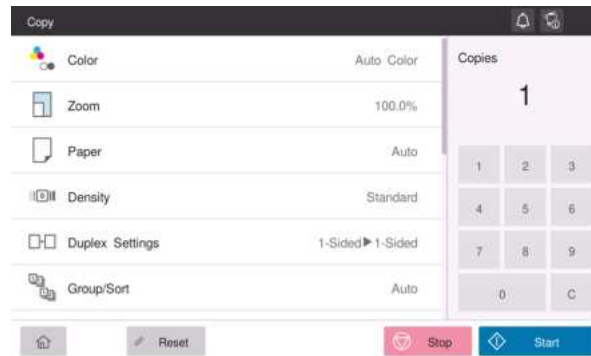 Copy
Color Auto Color
Zoom 100.0%
Paper Auto
Density Standard
Duplex Settings 1-Sided▶1-Sided
Group/Sort Auto
Copies
1
1 2 3
4 5 6
7 8 9
0 C
Reset Stop Start